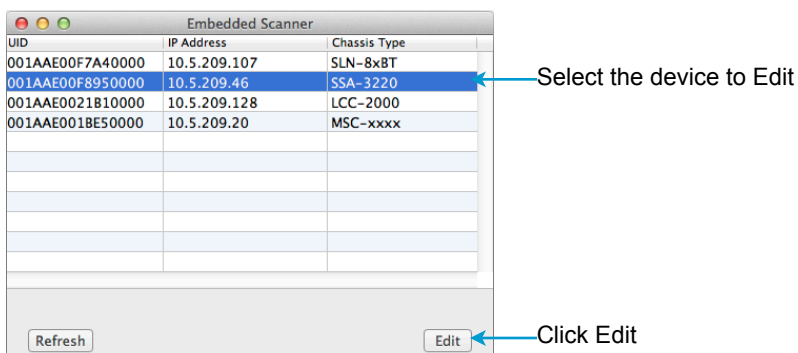 Embedded Scanner
UID IP Address Chassis Type
001AAE00F7A40000 10.5.209.107 SLN-8xBT
001AAE00F8950000 10.5.209.46 SSA-3220
Select the device to Edit
001AAE0021B10000 10.5.209.128 LCC-2000
001AAE001BE50000 10.5.209.20 MSC-xxxx
Refresh Edit
Click Edit